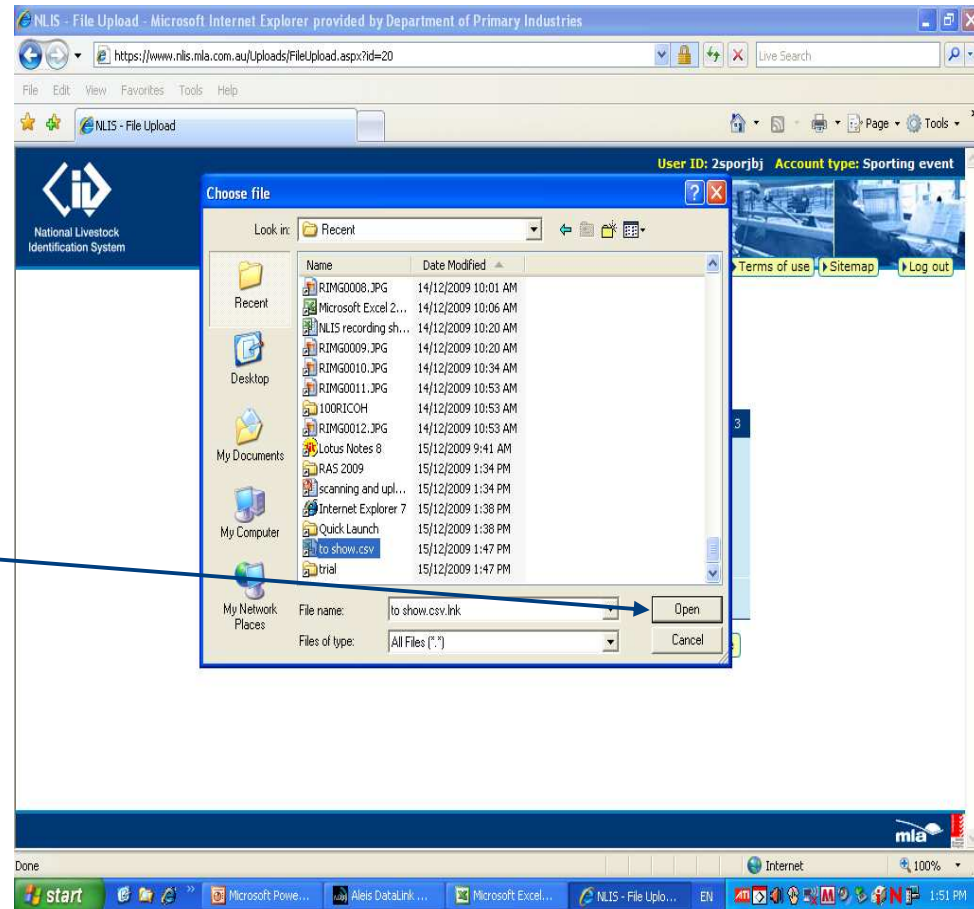 NLIS - File Upload - Microsoft Internet Explorer provided by Department of Primary Industries
https://www.nlis.mla.com.au/Uploads/FileUpload.aspx?id=20
Live Search
File Edit View Favorites Tools Help
NLIS - File Upload
Page Tools
User ID: 2sporjbj Account type: Sporting event
National Livestock
Identification System
Terms of use Sitemap Log out
Choose file
Look in: Recent
Name Date Modified
RIMG0008.JPG 14/12/2009 10:01 AM
Microsoft Excel 2... 14/12/2009 10:06 AM
NLIS recording sh... 14/12/2009 10:20 AM
RIMG0009.JPG 14/12/2009 10:20 AM
RIMG0010.JPG 14/12/2009 10:34 AM
RIMG0011.JPG 14/12/2009 10:53 AM
100RICOH 14/12/2009 10:53 AM
RIMG0012.JPG 14/12/2009 10:53 AM
Lotus Notes 8 15/12/2009 9:41 AM
RAS 2009 15/12/2009 1:34 PM
scanning and upl... 15/12/2009 1:34 PM
Internet Explorer 7 15/12/2009 1:38 PM
Quick Launch 15/12/2009 1:38 PM
to show.csv 15/12/2009 1:47 PM
trial 15/12/2009 1:47 PM
Recent
Desktop
My Documents
My Computer
My Network
Places
3
File name: to show.csv.lnk Open
Files of type: All Files (*.*) Cancel
mla
Done Internet 100%
start Microsoft Powe... Aleis DataLink ... Microsoft Excel... NLIS - File Uplo... EN 1:51 PM